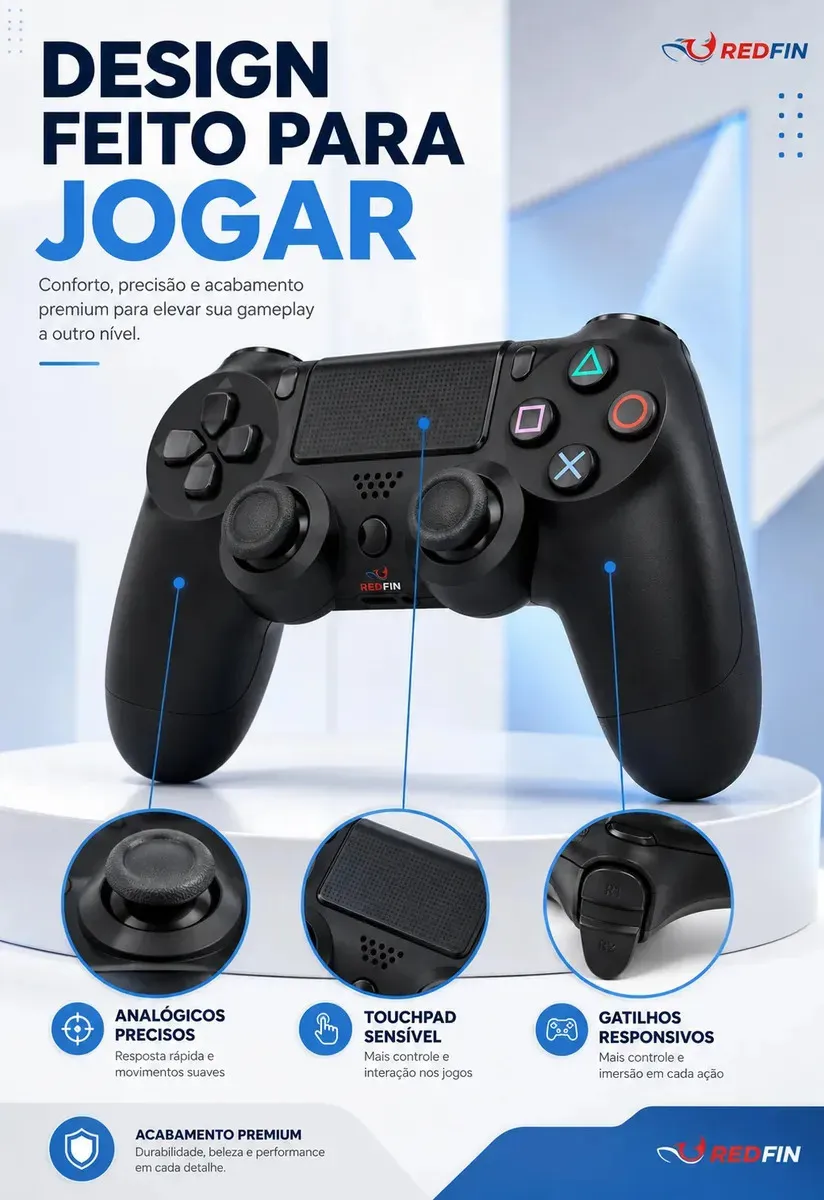 DESIGN
FEITO PARA
JOGAR
REDFIN
Conforto, precisão e acabamento
premium para elevar sua gameplay
a outro nível.
REDFIN
R1
R2
ANALÓGICOS
PRECISOS
Resposta rápida e
movimentos suaves
TOUCHPAD
SENSÍVEL
Mais controle e
interação nos jogos
GATILHOS
RESPONSIVOS
Mais controle e
imersão em cada ação
ACABAMENTO PREMIUM
Durabilidade, beleza e performance
em cada detalhe.
REDFIN